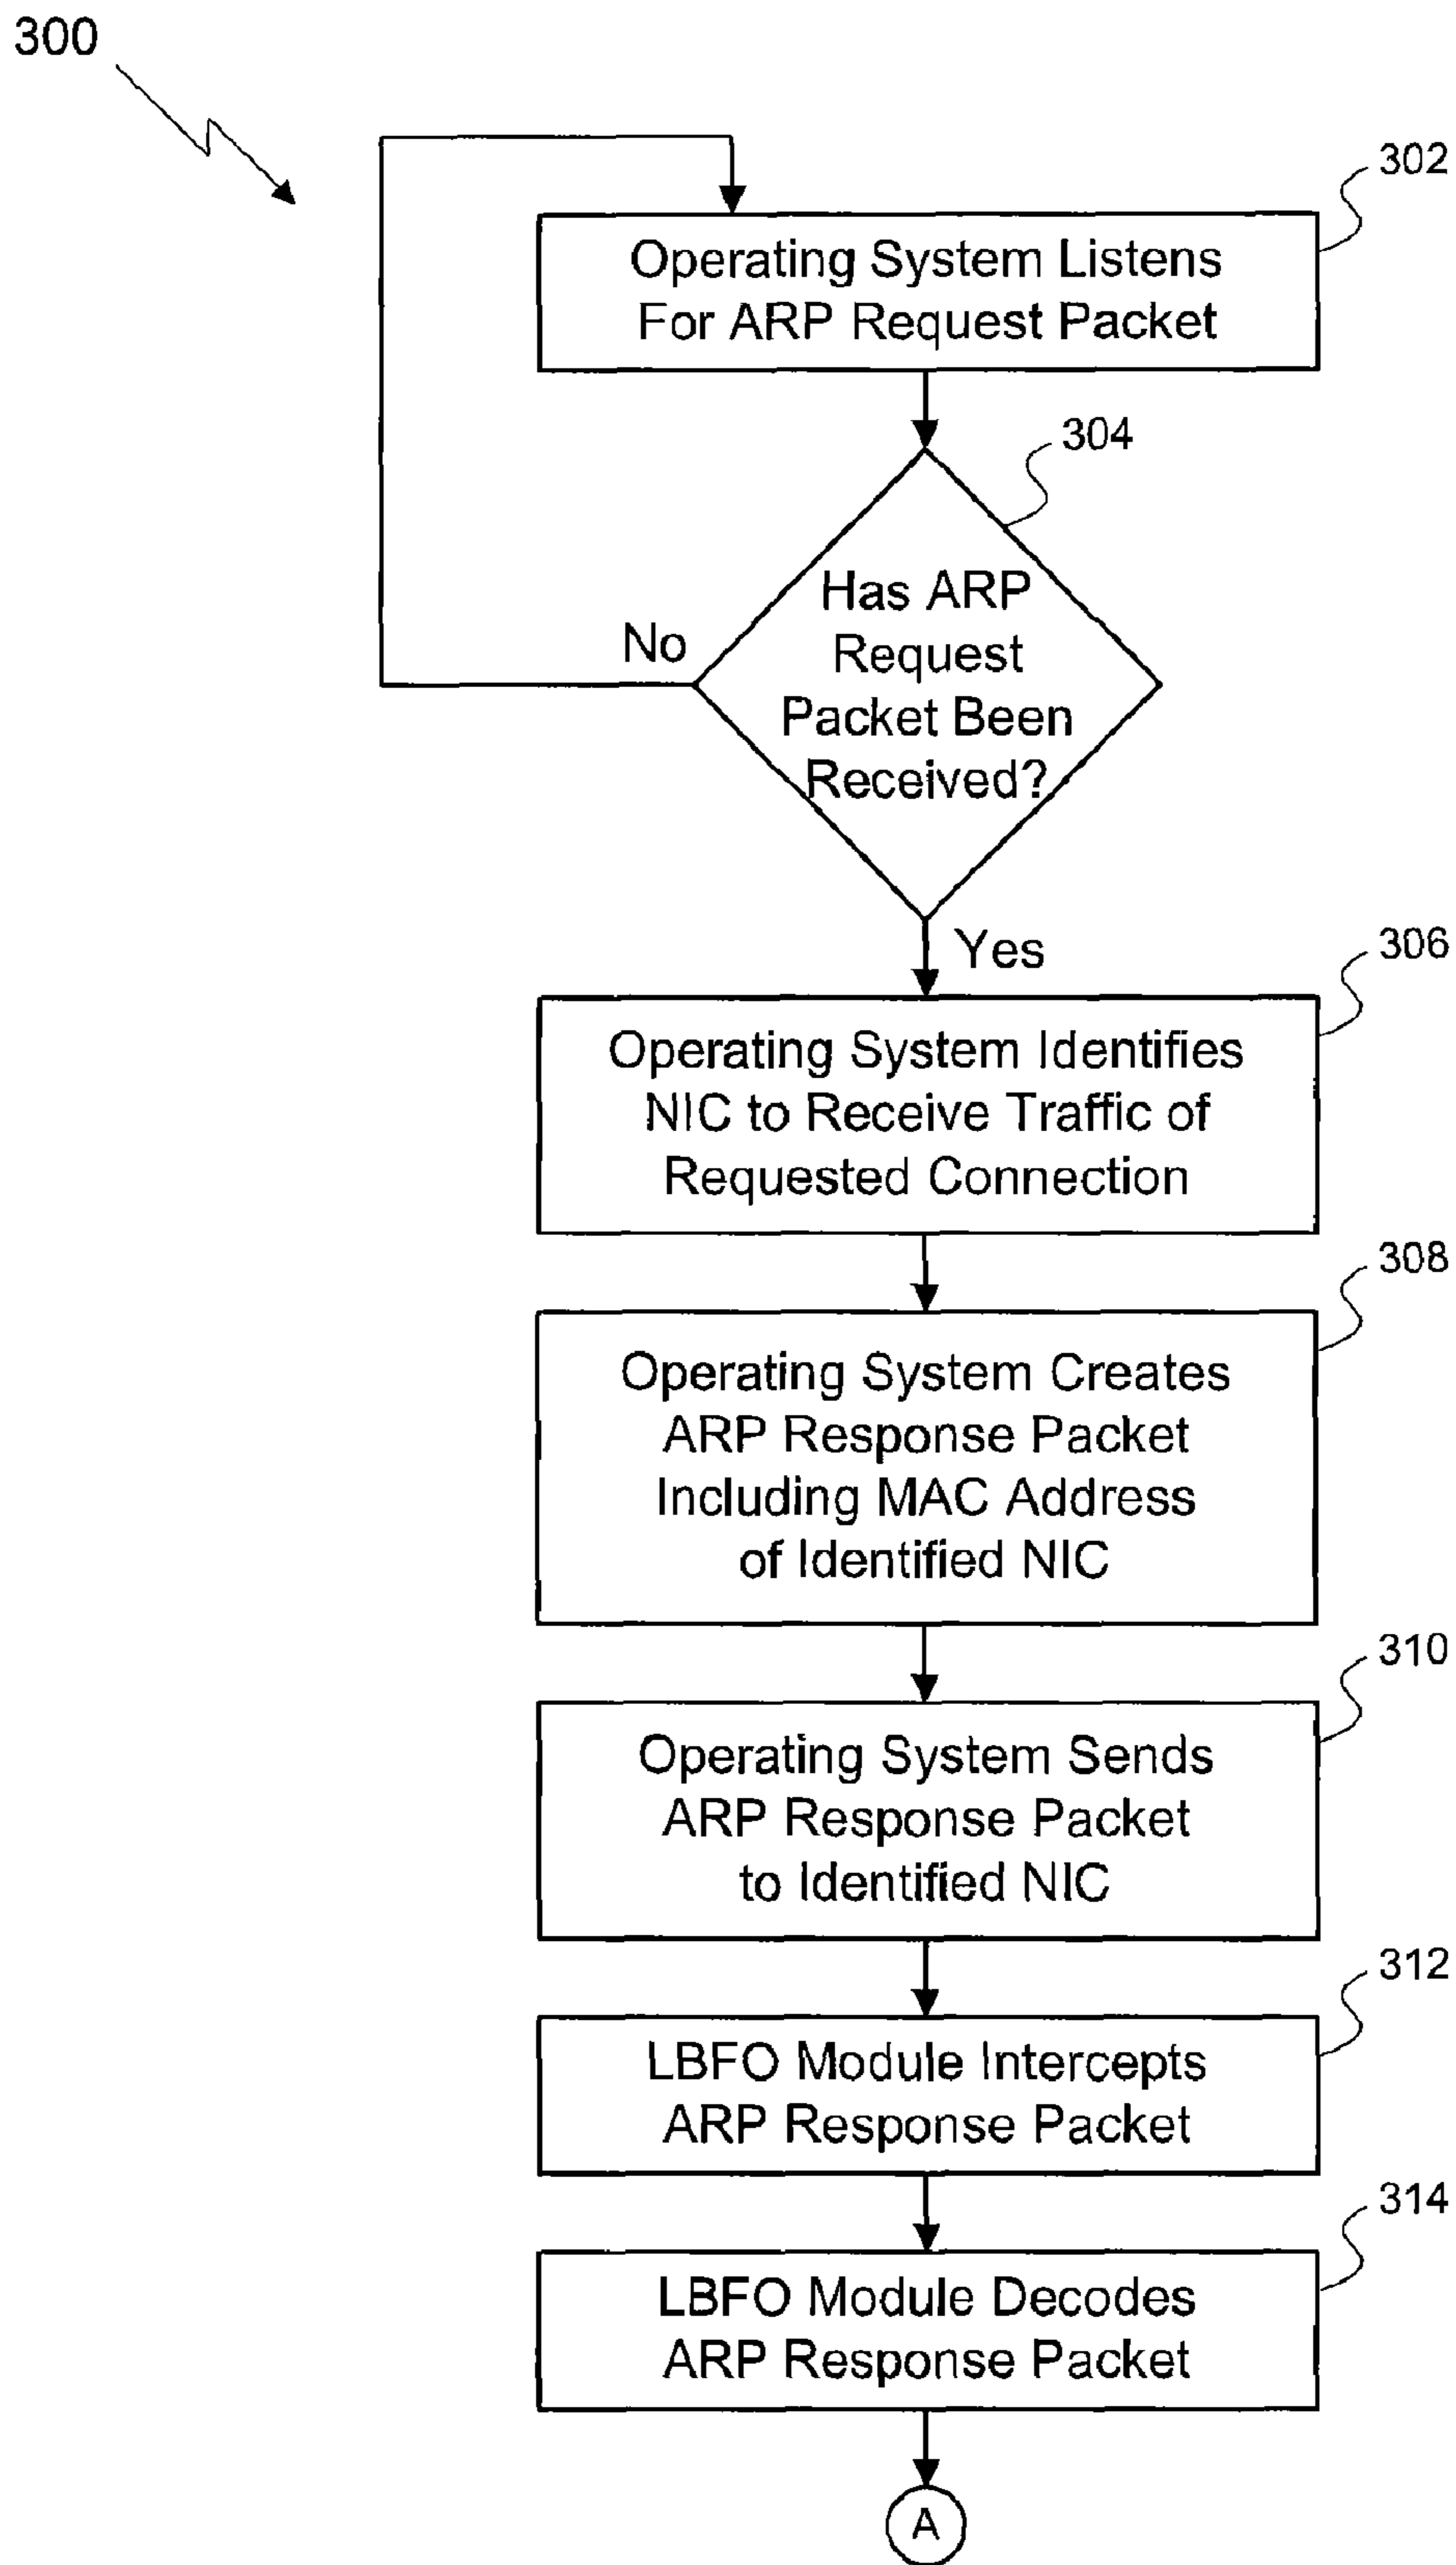 300
302
Operating System Listens
For ARP Request Packet
304
Has ARP
Request
Packet Been
Received?
No
Yes
306
Operating System Identifies
NIC to Receive Traffic of
Requested Connection
308
Operating System Creates
ARP Response Packet
Including MAC Address
of Identified NIC
310
Operating System Sends
ARP Response Packet
to Identified NIC
312
LBFO Module Intercepts
ARP Response Packet
314
LBFO Module Decodes
ARP Response Packet
A